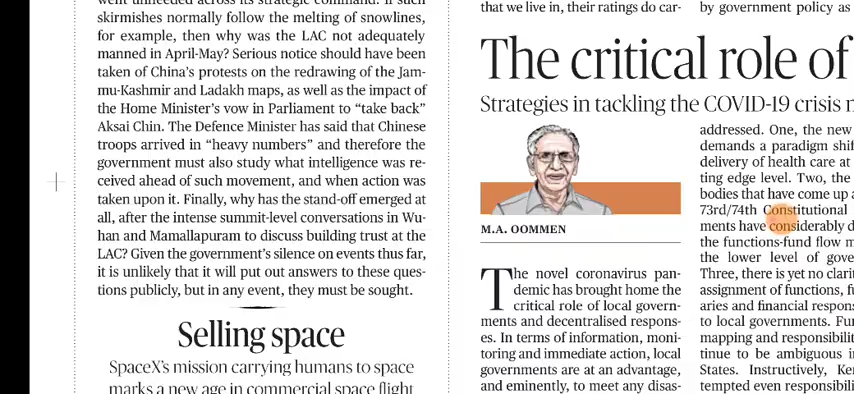 went unheeded across its strategic command. If such
skirmishes normally follow the melting of snowlines,
for example, then why was the LAC not adequately
manned in April-May? Serious notice should have been
taken of China's protests on the redrawing of the Jam-
mu-Kashmir and Ladakh maps, as well as the impact of
the Home Minister's vow in Parliament to "take back"
Aksai Chin. The Defence Minister has said that Chinese
troops arrived in "heavy numbers" and therefore the
government must also study what intelligence was re-
ceived ahead of such movement, and when action was
taken upon it. Finally, why has the stand-off emerged at
all, after the intense summit-level conversations in Wu-
han and Mamallapuram to discuss building trust at the
LAC? Given the government's silence on events thus far,
it is unlikely that it will put out answers to these ques-
tions publicly, but in any event, they must be sought.
Selling space
SpaceX's mission carrying humans to space
marks a new age in commercial space flight
that we live in, their ratings do car-
by government policy as
The critical role of
Strategies in tackling the COVID-19 crisis
M.A. OOMMEN
The novel coronavirus pan-
demic has brought home the
critical role of local govern-
ments and decentralised respons-
es. In terms of information, moni-
toring and immediate action, local
governments are at an advantage,
and eminently, to meet any disas-
addressed. One, the new
demands a paradigm shif
delivery of health care at
ting edge level. Two, the
bodies that have come up a
73rd/74th Constitutional
ments have considerably d
the functions-fund flow m
the lower level of gove
Three, there is yet no clari
assignment of functions, fu
aries and financial respon
to local governments. Fur
mapping and responsibilit
tinue to be ambiguous i
States. Instructively, Ker
tempted even responsibili